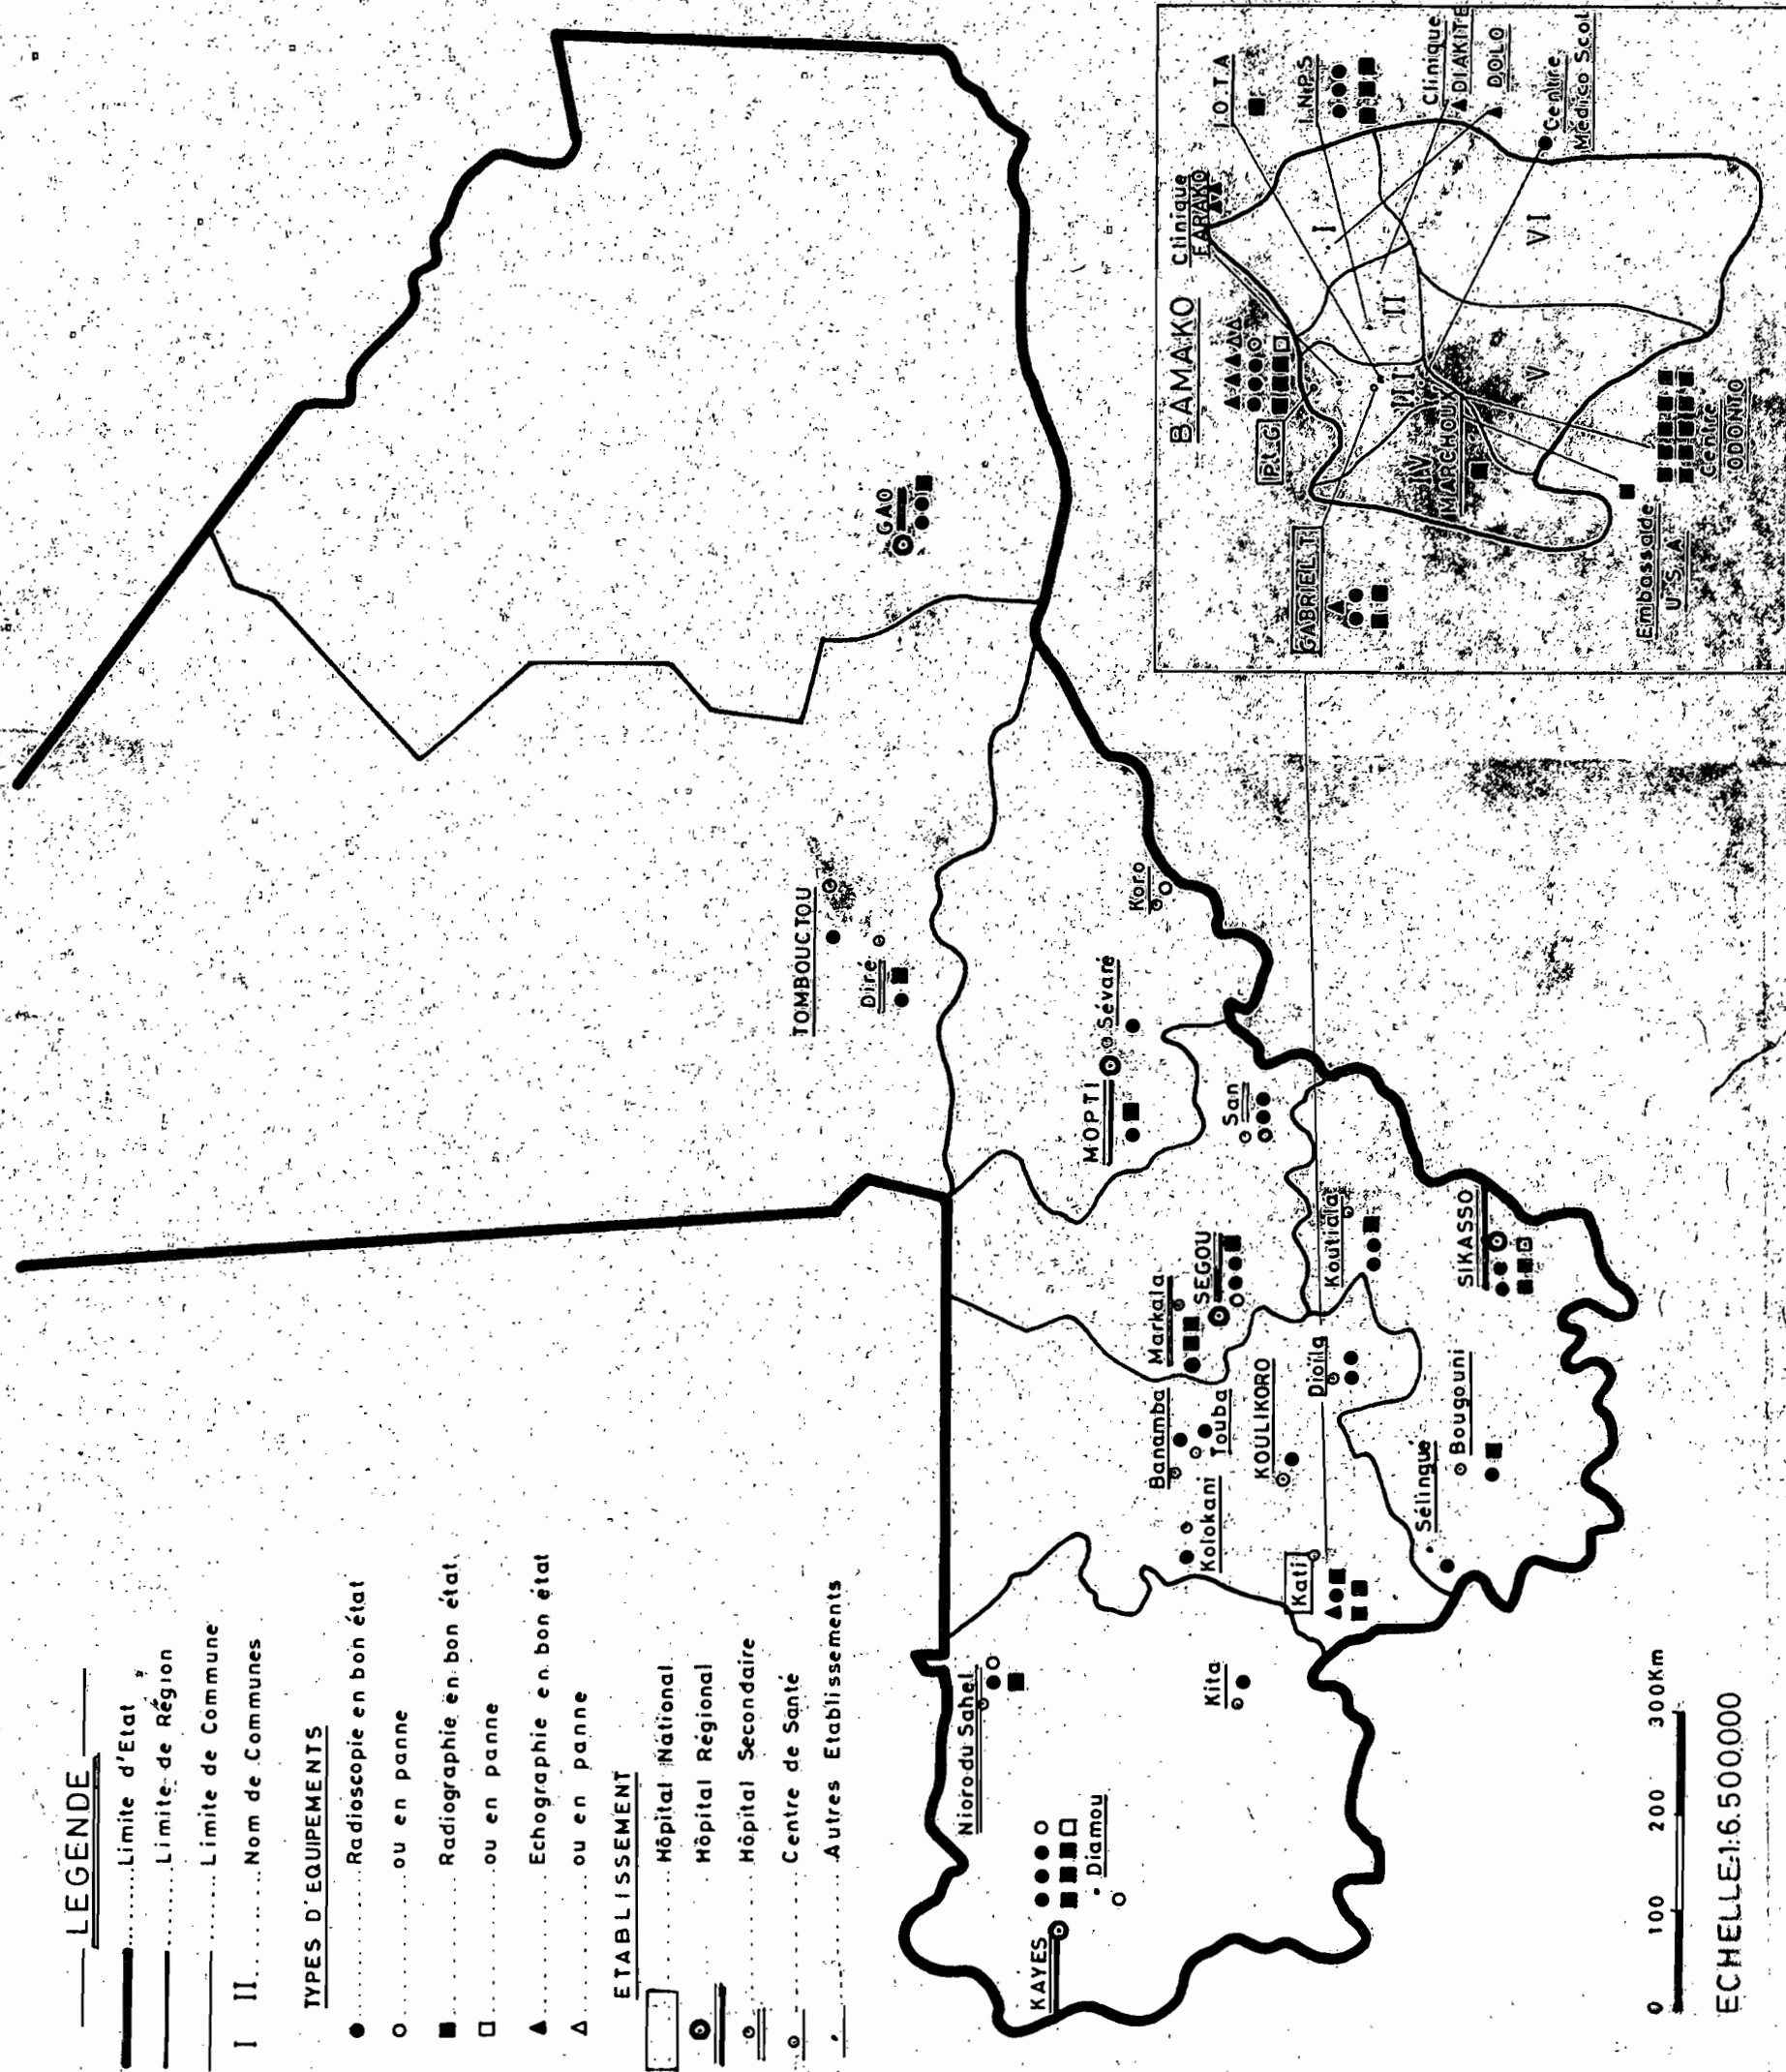 LEGENDE
Limite d'Etat
Limite de Région
Limite de Commune
I II Nom de Communes
TYPES D'EQUIPEMENTS
Radioscopie en bon état
ou en panne
Radiographie en bon état
ou en panne
Echographie en bon état
ou en panne
ETABLISSEMENT
Hôpital National
Hôpital Régional
Hôpital Secondaire
Centre de Santé
Autres Etablissements
GAO
TOMBOUCTOU
Diré
Koro
Sévaré
MOPTI
San
Koutiala
SIKASSO
Markala
SEGOU
Dioïla
Banamba
Touba
KOULIKORO
Bougouni
Sélingué
Kolokani
Kati
Nioro du Sahel
Kita
Diamou
KAYES
BAMAKO
Clinique
FARAKO
I O T A
I.N.P.S
Clinique
DIAKITE
DOLO
Centre
Médico Scol
P.t.G
GABRIEL T.
MARCHOUX
I
II
III
IV
V
VI
Embassade
U.S.A
Centre
ODONTO
0 100 200 300Km
ECHELLE:1:6.500.000